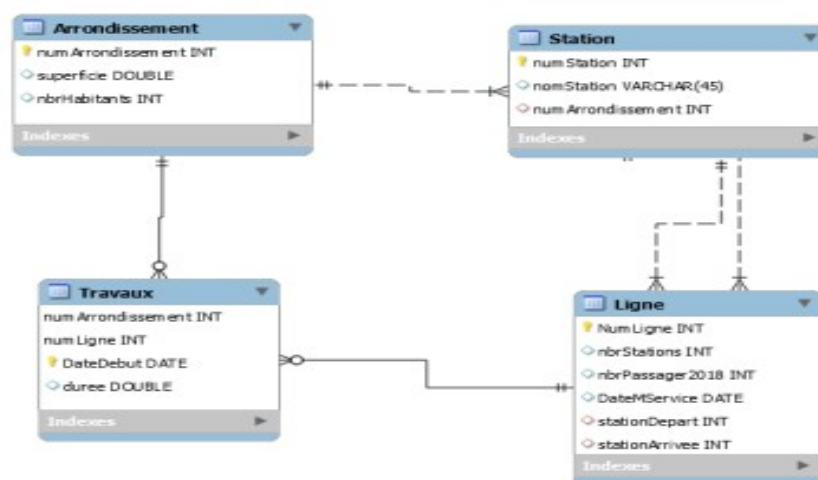 Arrondissement
numArrondissement INT
superficie DOUBLE
nbrHabitants INT
Indexes
Station
numStation INT
nomStation VARCHAR(45)
numArrondissement INT
Indexes
Travaux
numArrondissement INT
numLigne INT
DateDebut DATE
duree DOUBLE
Indexes
Ligne
NumLigne INT
nbrStations INT
nbrPassager2018 INT
DateMService DATE
stationDepart INT
stationArrivee INT
Indexes